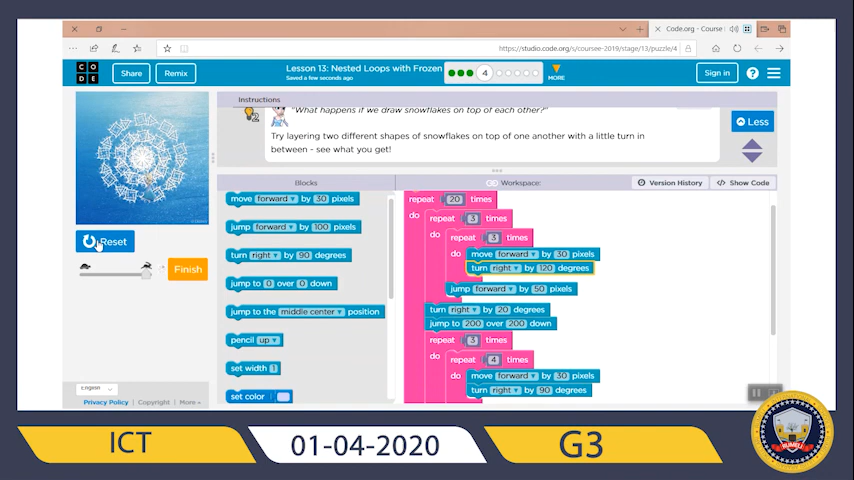 Code.org - Course
https://studio.code.org/s/coursee-2019/stage/13/puzzle/4
CODE
Share
Remix
Lesson 13: Nested Loops with Frozen
Saved a few seconds ago
4
MORE
Sign in
?
Instructions
2
"What happens if we draw snowflakes on top of each other?"
Try layering two different shapes of snowflakes on top of one another with a little turn in
between - see what you get!
Less
Blocks
Workspace:
Version History
</> Show Code
Reset
Finish
move forward by 30 pixels
jump forward by 100 pixels
turn right by 90 degrees
jump to 0 over 0 down
jump to the middle center position
pencil up
set width 1
set color
repeat 20 times
do
repeat 3 times
do
repeat 3 times
do
move forward by 30 pixels
turn right by 120 degrees
jump forward by 50 pixels
turn right by 20 degrees
jump to 200 over 200 down
repeat 3 times
do
repeat 4 times
do
move forward by 30 pixels
turn right by 90 degrees
English
Privacy Policy | Copyright | More
ICT
01-04-2020
G3